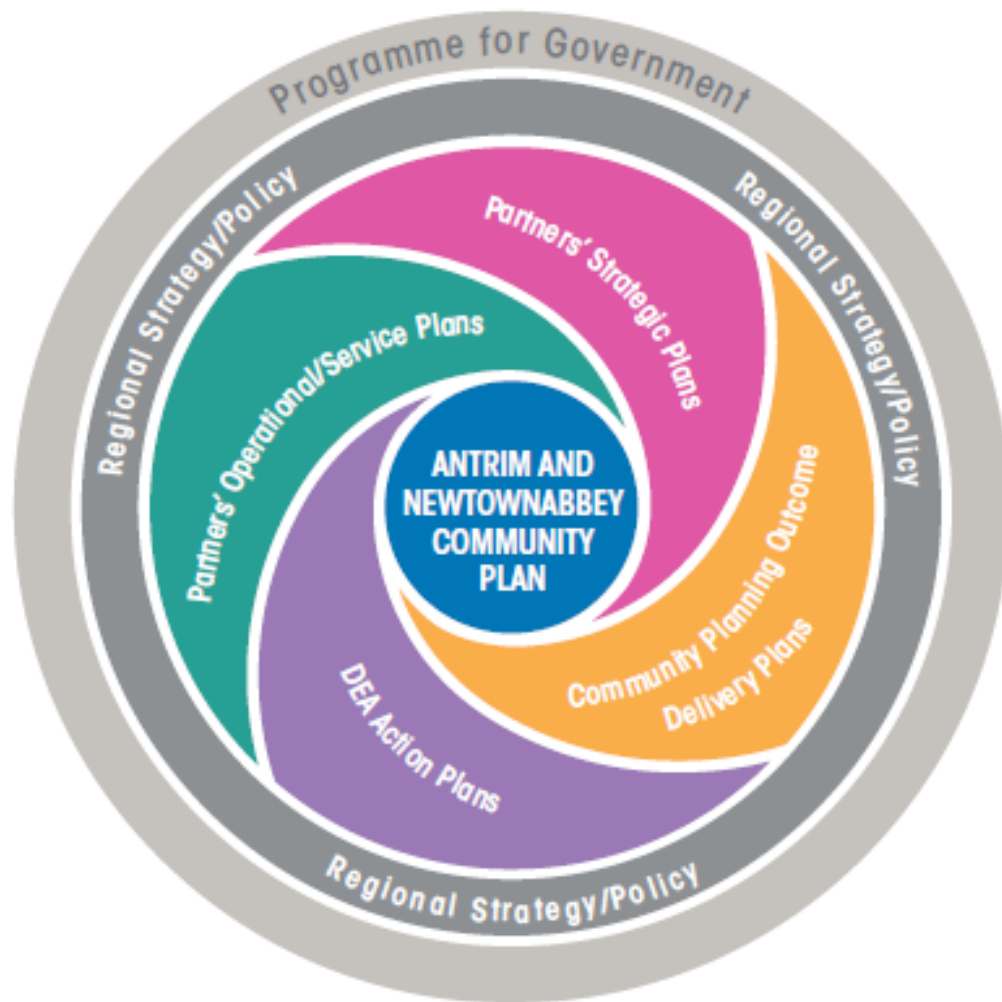 Programme for Government
Regional Strategy/Policy
Regional Strategy/Policy
Partners' Strategic Plans
Partners' Operational/Service Plans
ANTRIM AND
NEWTOWNABBEY
COMMUNITY
PLAN
Community Planning Outcome
Delivery Plans
DEA Action Plans
Regional Strategy/Policy